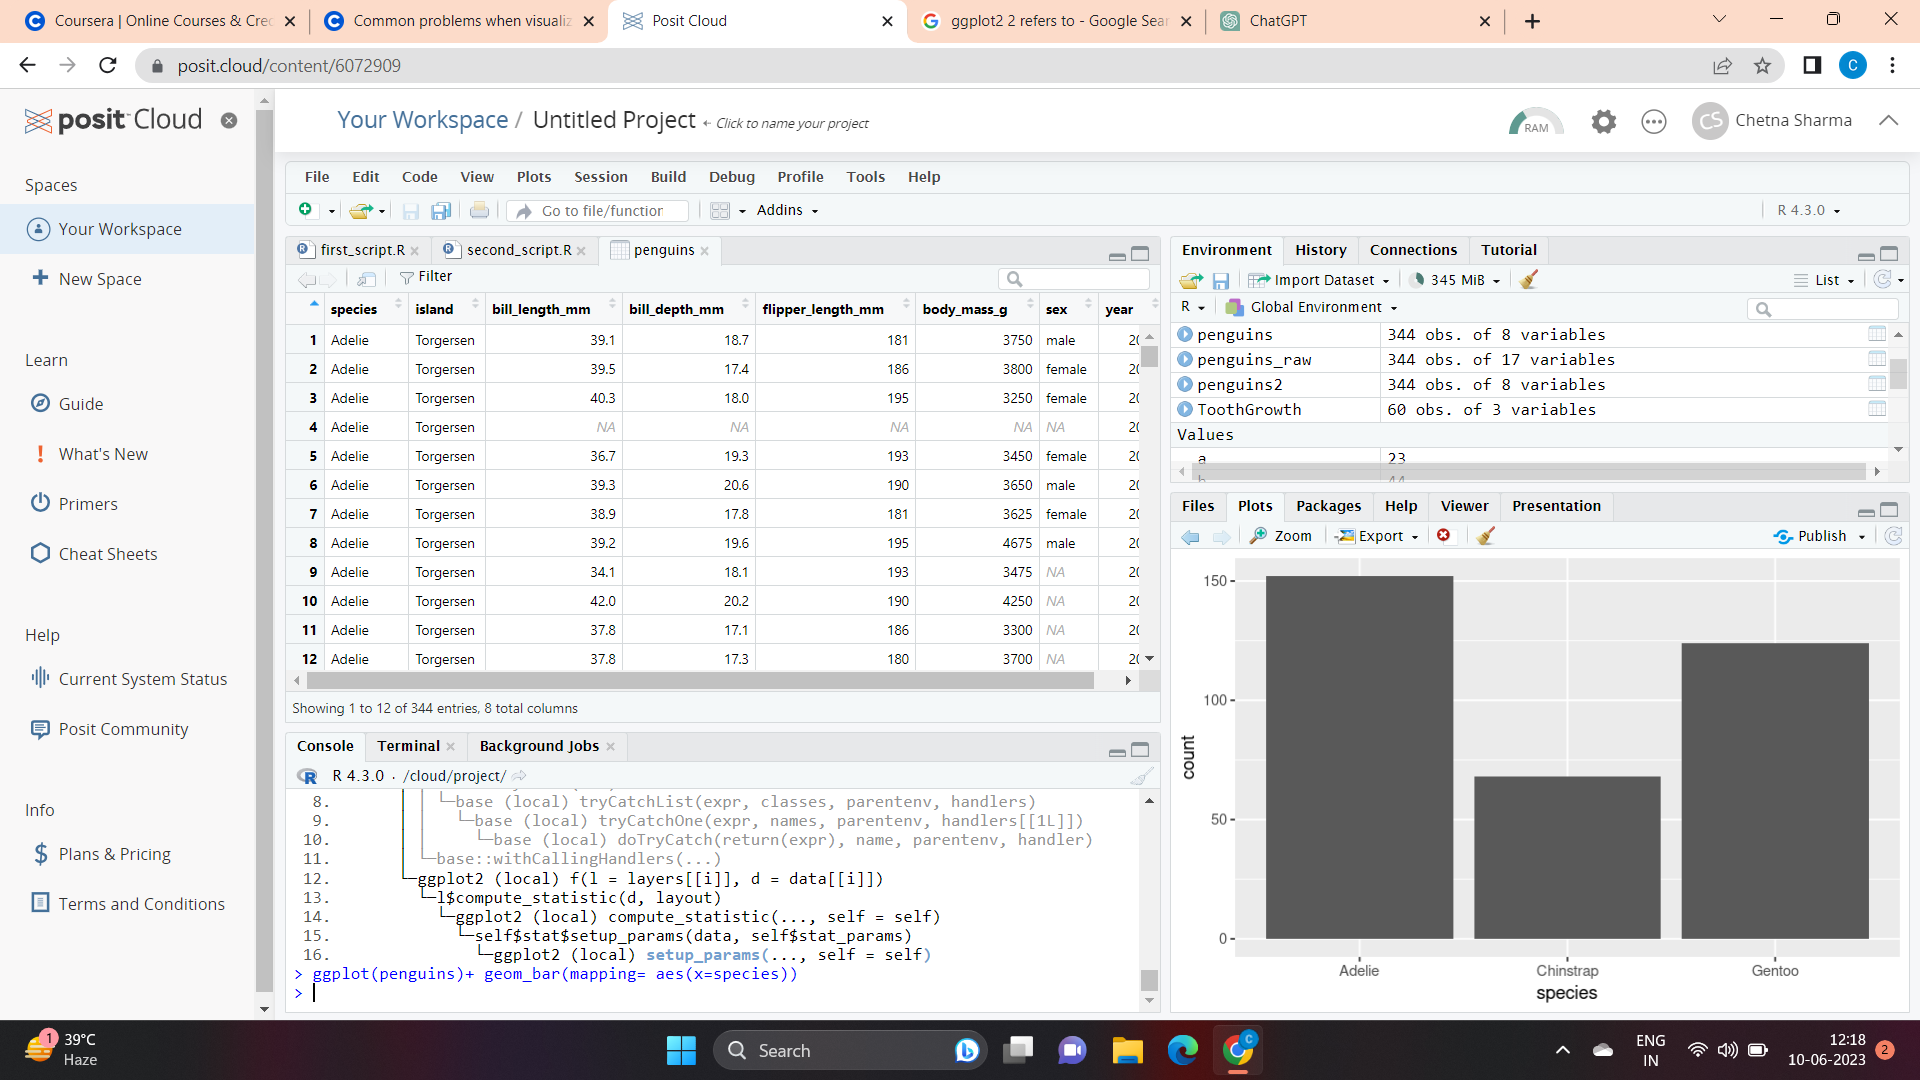 Coursera | Online Courses & Cre
Common problems when visualiz
Posit Cloud
ggplot2 2 refers to - Google Sear
ChatGPT
posit.cloud/content/6072909
C
posit Cloud
Your Workspace / Untitled Project ← Click to name your project
RAM
CS
Chetna Sharma
Spaces
Your Workspace
New Space
Learn
Guide
What's New
Primers
Cheat Sheets
Help
Current System Status
Posit Community
Info
Plans & Pricing
Terms and Conditions
File Edit Code View Plots Session Build Debug Profile Tools Help
Go to file/function
Addins
R 4.3.0
first_script.R
second_script.R
penguins
Filter
species island bill_length_mm bill_depth_mm flipper_length_mm body_mass_g sex year
1 Adelie Torgersen 39.1 18.7 181 3750 male 20
2 Adelie Torgersen 39.5 17.4 186 3800 female 20
3 Adelie Torgersen 40.3 18.0 195 3250 female 20
4 Adelie Torgersen NA NA NA NA NA 20
5 Adelie Torgersen 36.7 19.3 193 3450 female 20
6 Adelie Torgersen 39.3 20.6 190 3650 male 20
7 Adelie Torgersen 38.9 17.8 181 3625 female 20
8 Adelie Torgersen 39.2 19.6 195 4675 male 20
9 Adelie Torgersen 34.1 18.1 193 3475 NA 20
10 Adelie Torgersen 42.0 20.2 190 4250 NA 20
11 Adelie Torgersen 37.8 17.1 186 3300 NA 20
12 Adelie Torgersen 37.8 17.3 180 3700 NA 20
Showing 1 to 12 of 344 entries, 8 total columns
Console Terminal Background Jobs
R 4.3.0 · /cloud/project/
8. └─base (local) tryCatchList(expr, classes, parentenv, handlers)
9. └─base (local) tryCatchOne(expr, names, parentenv, handlers[[1L]])
10. └─base (local) doTryCatch(return(expr), name, parentenv, handler)
11. └─base::withCallingHandlers(...)
12. └─ggplot2 (local) f(l = layers[[i]], d = data[[i]])
13. └─l$compute_statistic(d, layout)
14. └─ggplot2 (local) compute_statistic(..., self = self)
15. └─self$stat$setup_params(data, self$stat_params)
16. └─ggplot2 (local) setup_params(..., self = self)
> ggplot(penguins)+ geom_bar(mapping= aes(x=species))
>
Environment History Connections Tutorial
Import Dataset
345 MiB
List
R
Global Environment
penguins 344 obs. of 8 variables
penguins_raw 344 obs. of 17 variables
penguins2 344 obs. of 8 variables
ToothGrowth 60 obs. of 3 variables
Values
a 23
Files Plots Packages Help Viewer Presentation
Zoom
Export
Publish
150
100
50
0
count
Adelie Chinstrap Gentoo
species
1
39°C
Haze
Search
C
ENG
IN
12:18
10-06-2023
2